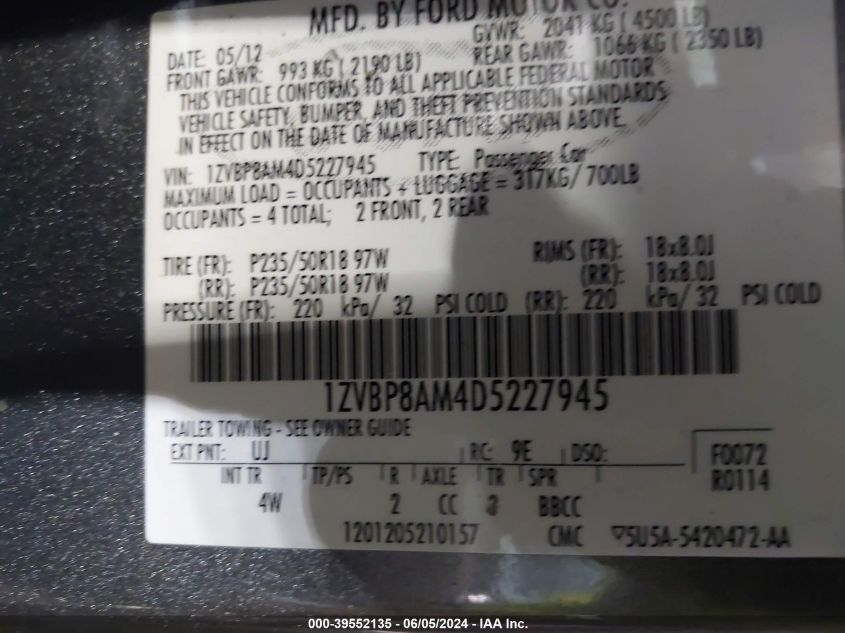 MFD. BY FORD MOTOR CO.
DATE: 05/12 GVWR: 2041 KG ( 4500 LB)
FRONT GAWR: 993 KG ( 2190 LB) REAR GAWR: 1066 KG ( 2350 LB)
THIS VEHICLE CONFORMS TO ALL APPLICABLE FEDERAL MOTOR
VEHICLE SAFETY, BUMPER, AND THEFT PREVENTION STANDARDS
IN EFFECT ON THE DATE OF MANUFACTURE SHOWN ABOVE.
VIN: 1ZVBP8AM4D5227945 TYPE: Passenger Car
MAXIMUM LOAD = OCCUPANTS + LUGGAGE = 317KG/ 700LB
OCCUPANTS = 4 TOTAL; 2 FRONT, 2 REAR
TIRE (FR): P235/50R18 97W RIMS (FR): 18x8.0J
(RR): P235/50R18 97W (RR): 18x8.0J
PRESSURE (FR): 220 kPa/ 32 PSI COLD (RR): 220 kPa/ 32 PSI COLD
1ZVBP8AM4D5227945
TRAILER TOWING - SEE OWNER GUIDE
EXT PNT: UJ RC: 9E DSO: F0072
INT TR TP/PS R AXLE TR SPR R0114
4W 2 CC 3 BBCC
1201205210157 CMC 5U5A-5420472-AA
000-39552135 - 06/05/2024 - IAA Inc.